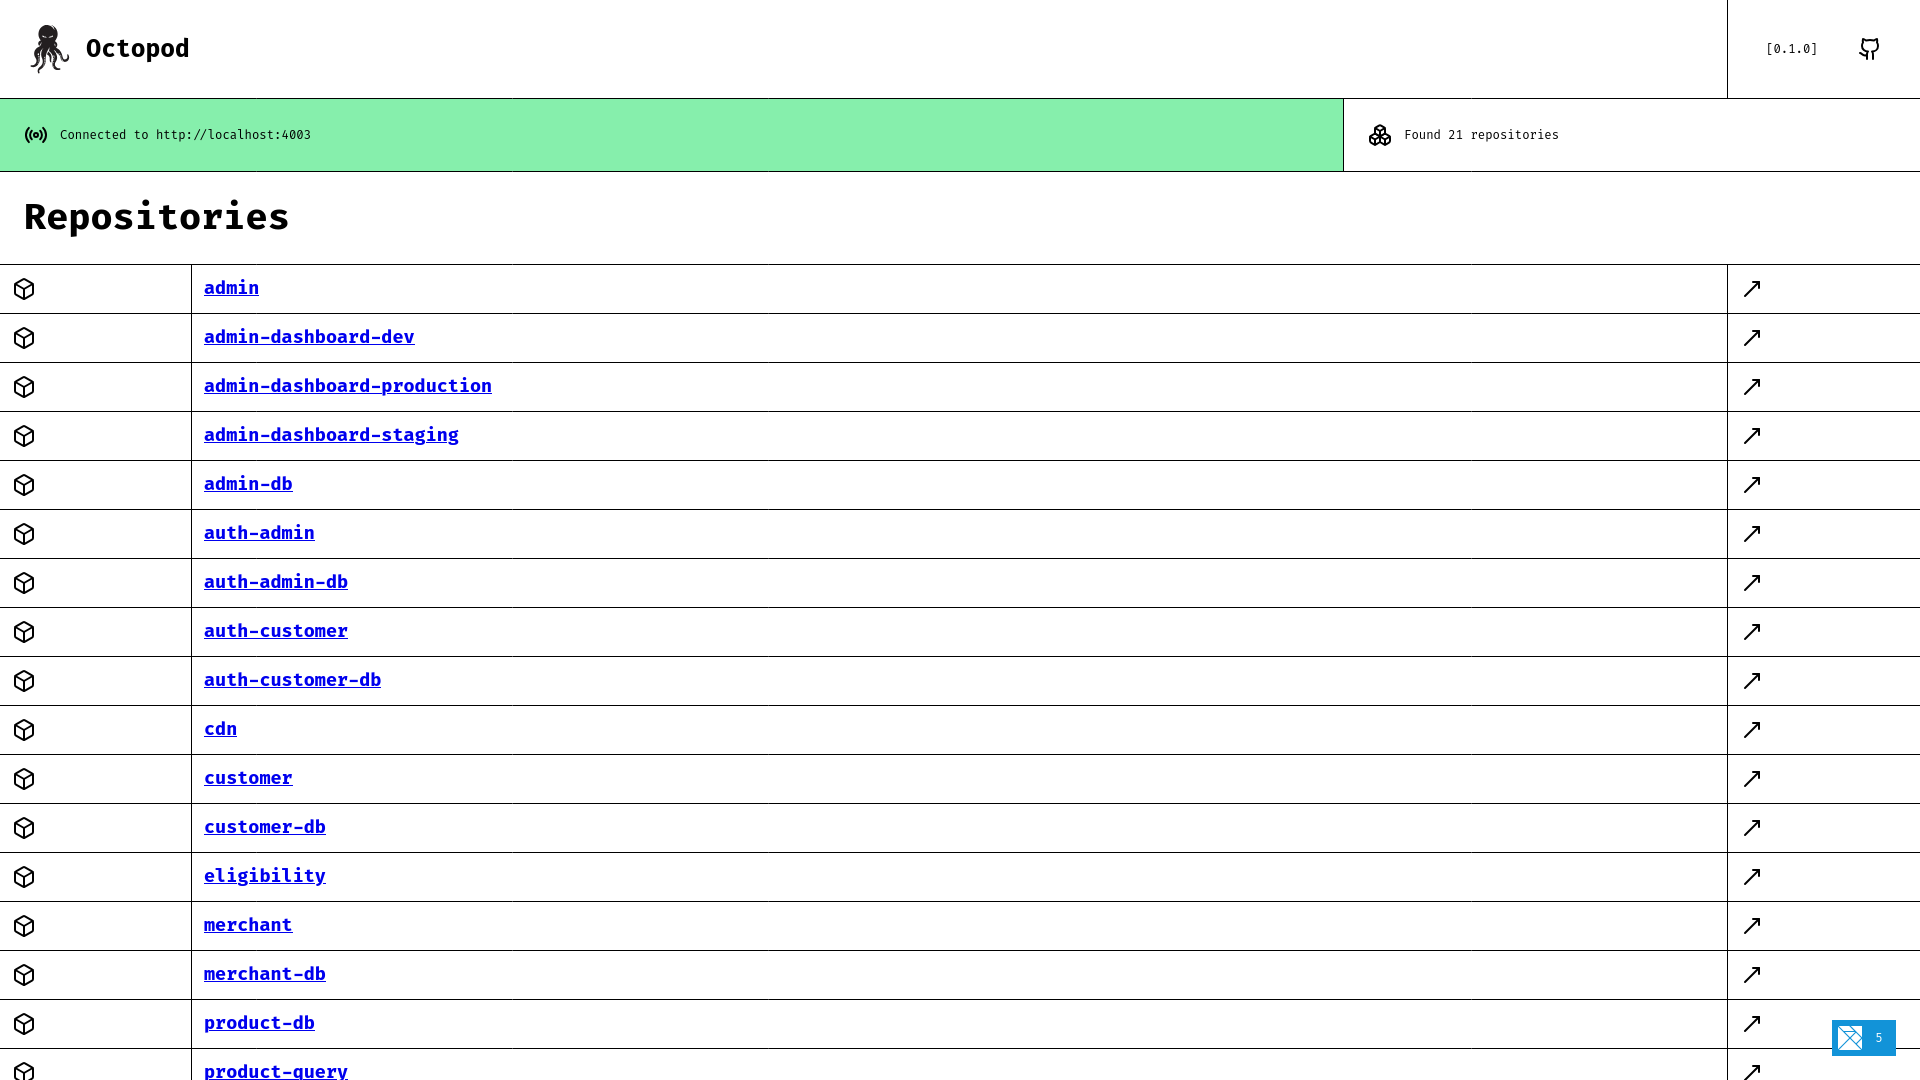 Octopod
[0.1.0]
Connected to http://localhost:4003
Found 21 repositories
Repositories
admin
admin-dashboard-dev
admin-dashboard-production
admin-dashboard-staging
admin-db
auth-admin
auth-admin-db
auth-customer
auth-customer-db
cdn
customer
customer-db
eligibility
merchant
merchant-db
product-db
5
product-query